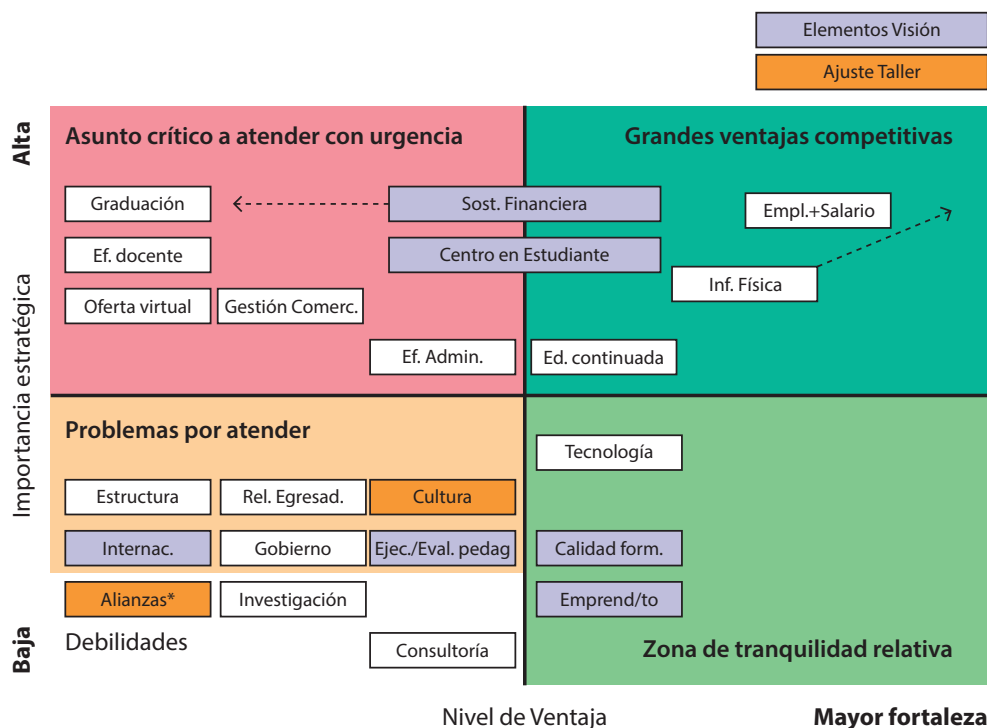 Elementos Visión
Ajuste Taller
Alta
Importancia estratégica
Baja
Asunto crítico a atender con urgencia
Grandes ventajas competitivas
Graduación
Sost. Financiera
Empl.+Salario
Ef. docente
Centro en Estudiante
Inf. Física
Oferta virtual
Gestión Comerc.
Ef. Admin.
Ed. continuada
Problemas por atender
Tecnología
Estructura
Rel. Egresad.
Cultura
Internac.
Gobierno
Ejec./Eval. pedag
Calidad form.
Alianzas*
Investigación
Emprend/to
Debilidades
Consultoría
Zona de tranquilidad relativa
Nivel de Ventaja
Mayor fortaleza